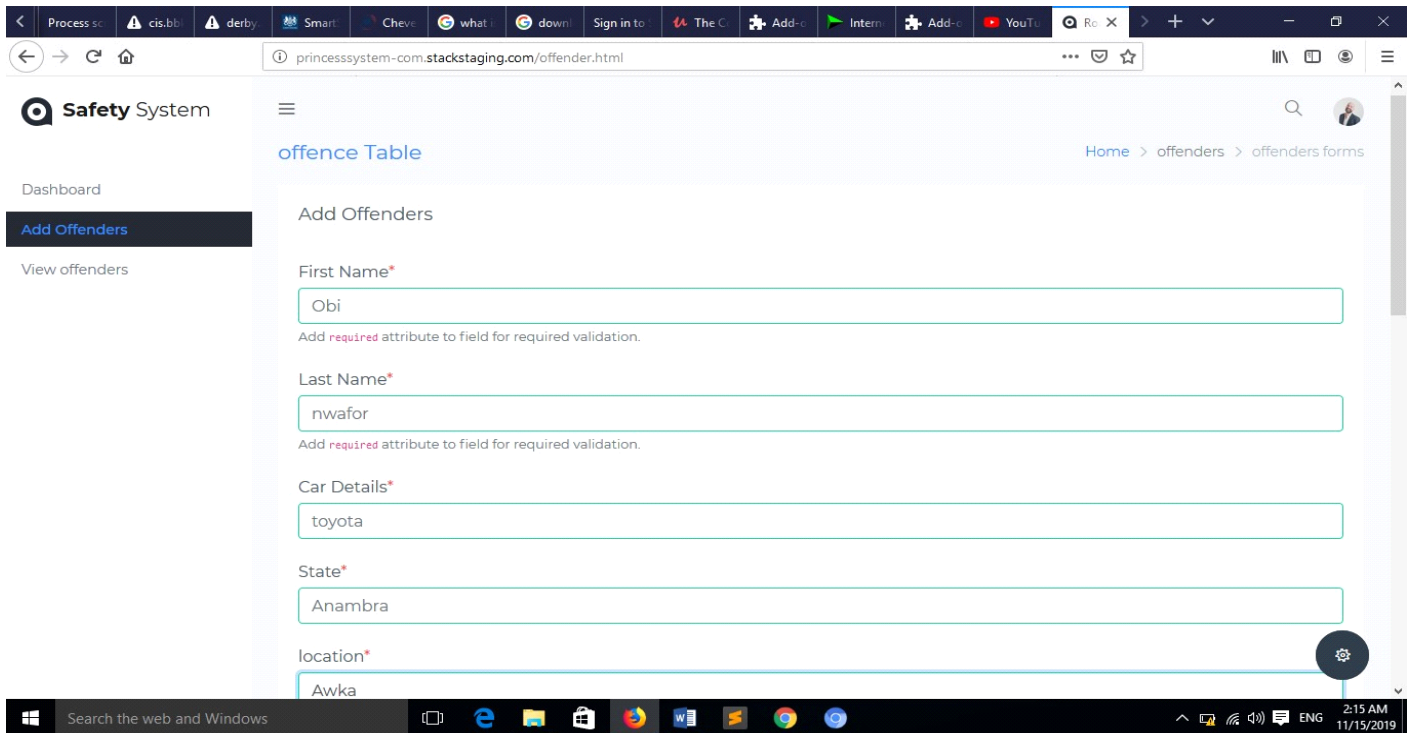 Process sc
cis.bbl
derby.
Smart
Cheve
what i
downl
Sign in to S
The C
Add-o
Intern
Add-o
YouTu
Ro
princesssystem-com.stackstaging.com/offender.html
Safety System
offence Table
Home > offenders > offenders forms
Dashboard
Add Offenders
View offenders
Add Offenders
First Name*
Obi
Add required attribute to field for required validation.
Last Name*
nwafor
Add required attribute to field for required validation.
Car Details*
toyota
State*
Anambra
location*
Awka
Search the web and Windows
ENG
2:15 AM
11/15/2019